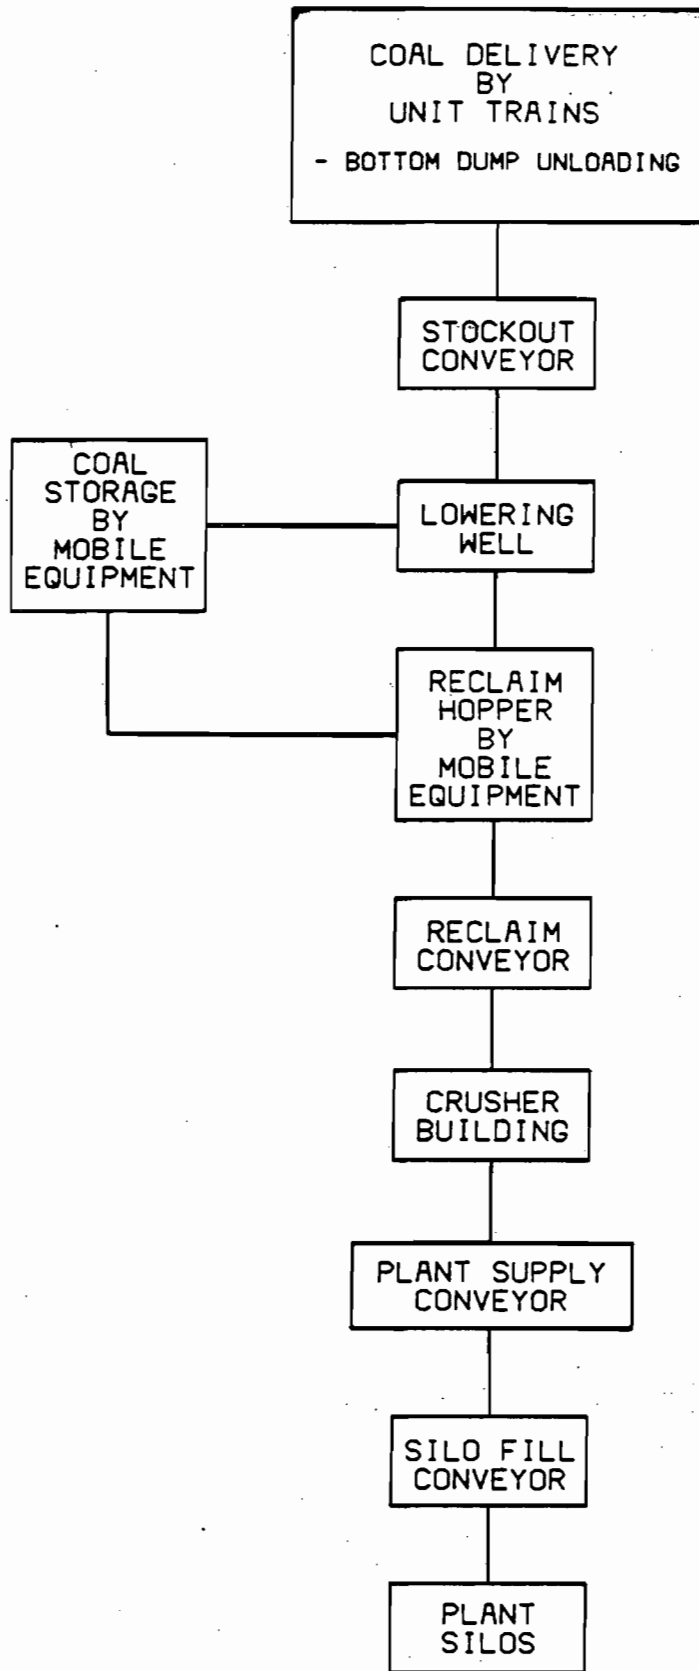 COAL DELIVERY
BY
UNIT TRAINS
- BOTTOM DUMP UNLOADING
STOCKOUT
CONVEYOR
COAL
STORAGE
BY
MOBILE
EQUIPMENT
LOWERING
WELL
RECLAIM
HOPPER
BY
MOBILE
EQUIPMENT
RECLAIM
CONVEYOR
CRUSHER
BUILDING
PLANT SUPPLY
CONVEYOR
SILO FILL
CONVEYOR
PLANT
SILOS